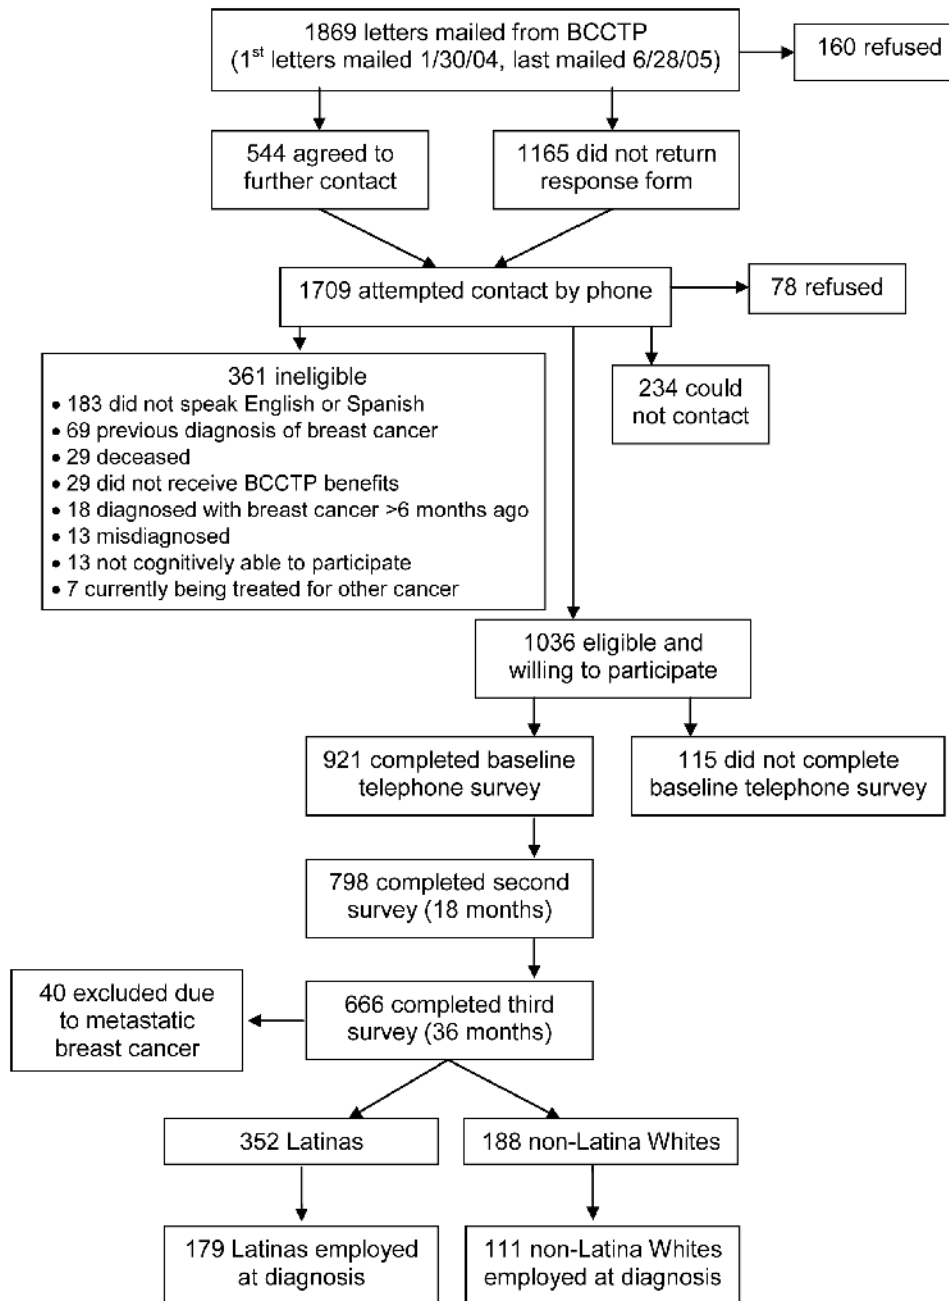 1869 letters mailed from BCCTP
(1st letters mailed 1/30/04, last mailed 6/28/05)
160 refused
544 agreed to
further contact
1165 did not return
response form
1709 attempted contact by phone
78 refused
361 ineligible
• 183 did not speak English or Spanish
• 69 previous diagnosis of breast cancer
• 29 deceased
• 29 did not receive BCCTP benefits
• 18 diagnosed with breast cancer >6 months ago
• 13 misdiagnosed
• 13 not cognitively able to participate
• 7 currently being treated for other cancer
234 could
not contact
1036 eligible and
willing to participate
921 completed baseline
telephone survey
115 did not complete
baseline telephone survey
798 completed second
survey (18 months)
40 excluded due
to metastatic
breast cancer
666 completed third
survey (36 months)
352 Latinas
188 non-Latina Whites
179 Latinas employed
at diagnosis
111 non-Latina Whites
employed at diagnosis